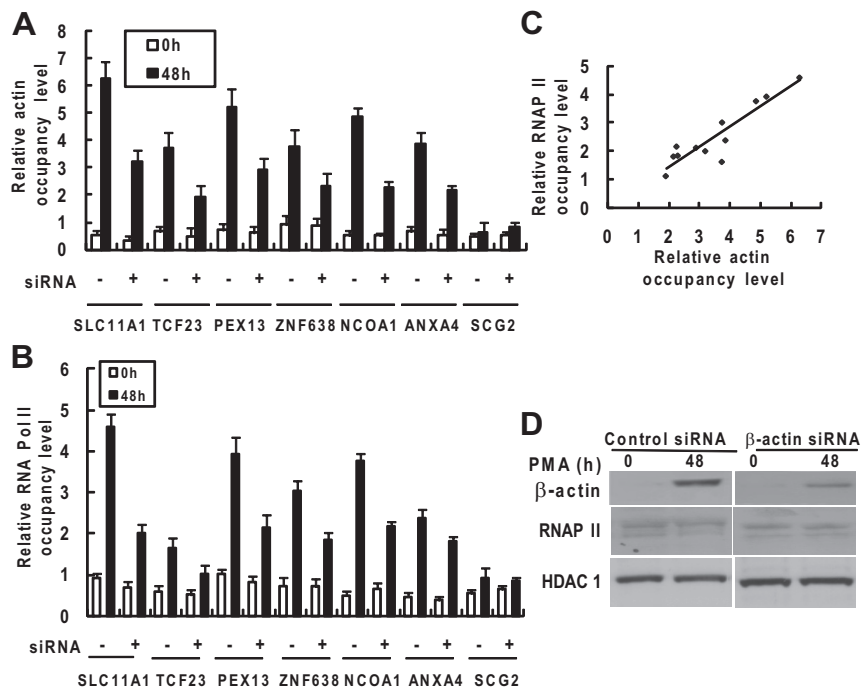 A
0h
48h
Relative actin
occupancy level
8
7
6
5
4
3
2
1
0
siRNA - + - + - + - + - + - + - +
SLC11A1 TCF23 PEX13 ZNF638 NCOA1 ANXA4 SCG2
B
0h
48h
Relative RNA Pol II
occupancy level
6
5
4
3
2
1
0
siRNA - + - + - + - + - + - + - +
SLC11A1 TCF23 PEX13 ZNF638 NCOA1 ANXA4 SCG2
C
Relative RNAP II
occupancy level
5
4
3
2
1
0
0 1 2 3 4 5 6 7
Relative actin
occupancy level
D
Control siRNA β-actin siRNA
PMA (h) 0 48 0 48
β-actin
RNAP II
HDAC 1